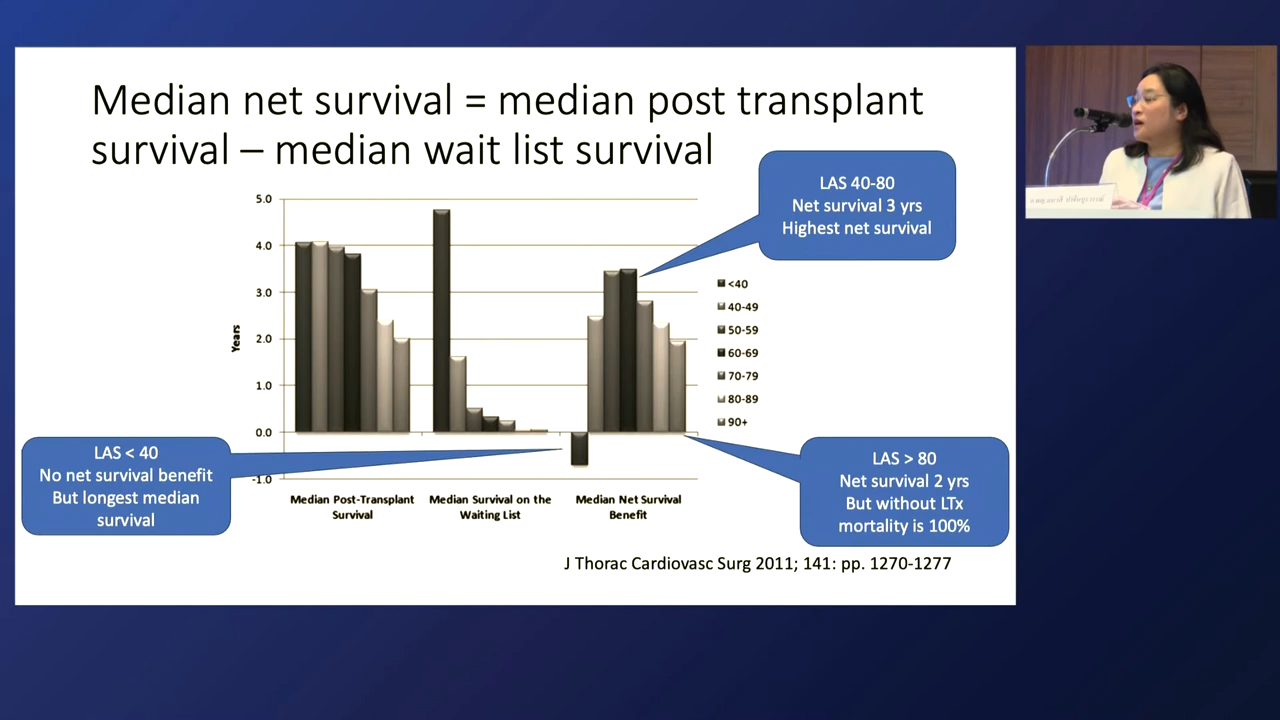 Median net survival = median post transplant
survival – median wait list survival
LAS 40-80
Net survival 3 yrs
Highest net survival
5.0
4.0
3.0
2.0
1.0
0.0
-1.0
Years
<40
40-49
50-59
60-69
70-79
80-89
90+
LAS < 40
No net survival benefit
But longest median
survival
LAS > 80
Net survival 2 yrs
But without LTx
mortality is 100%
Median Post-Transplant
Survival
Median Survival on the
Waiting List
Median Net Survival
Benefit
J Thorac Cardiovasc Surg 2011; 141: pp. 1270-1277